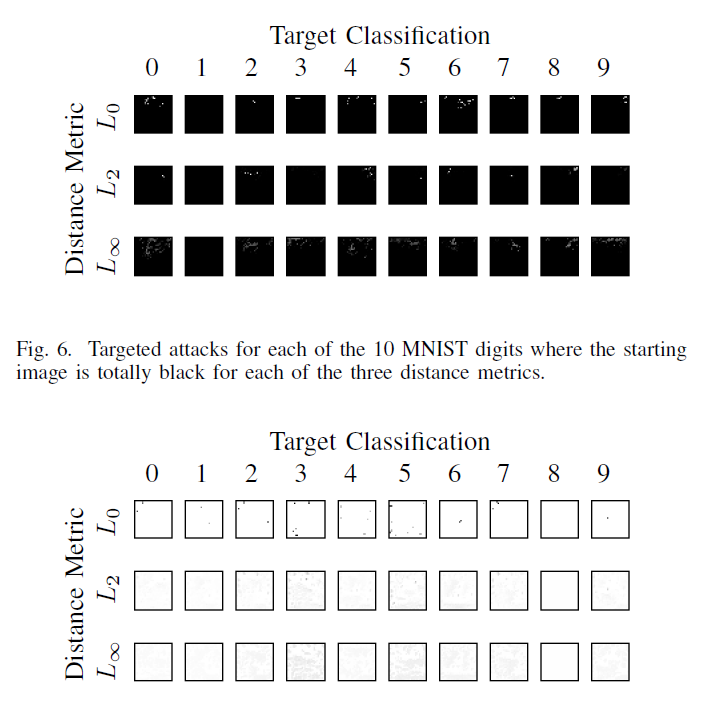 Target Classification
0 1 2 3 4 5 6 7 8 9
Distance Metric
L0
L2
L∞
Fig. 6. Targeted attacks for each of the 10 MNIST digits where the starting
image is totally black for each of the three distance metrics.
Target Classification
0 1 2 3 4 5 6 7 8 9
Distance Metric
L0
L2
L∞